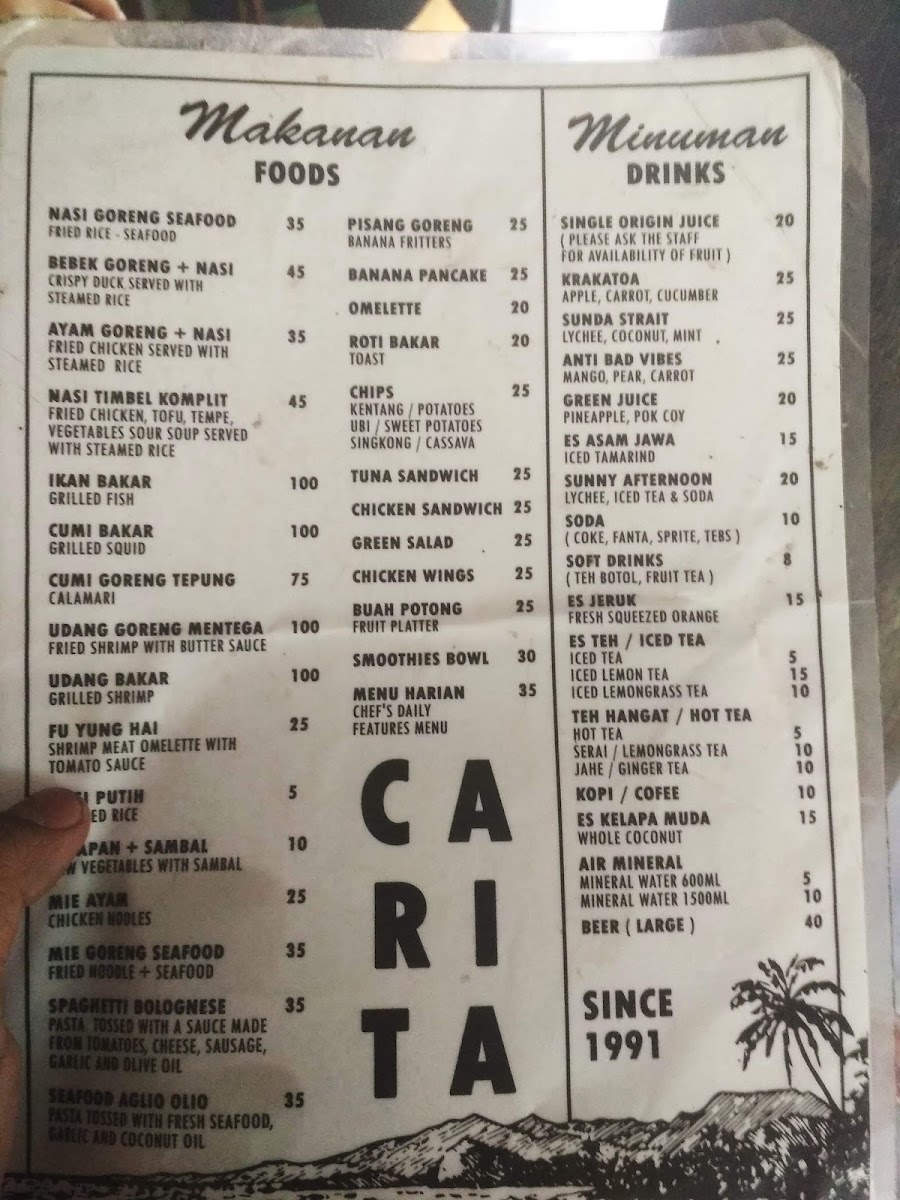 Makanan
FOODS
NASI GORENG SEAFOOD 35
FRIED RICE - SEAFOOD
BEBEK GORENG + NASI 45
CRISPY DUCK SERVED WITH
STEAMED RICE
AYAM GORENG + NASI 35
FRIED CHICKEN SERVED WITH
STEAMED RICE
NASI TIMBEL KOMPLIT 45
FRIED CHICKEN, TOFU, TEMPE,
VEGETABLES SOUR SOUP SERVED
WITH STEAMED RICE
IKAN BAKAR 100
GRILLED FISH
CUMI BAKAR 100
GRILLED SQUID
CUMI GORENG TEPUNG 75
CALAMARI
UDANG GORENG MENTEGA 100
FRIED SHRIMP WITH BUTTER SAUCE
UDANG BAKAR 100
GRILLED SHRIMP
FU YUNG HAI 25
SHRIMP MEAT OMELETTE WITH
TOMATO SAUCE
PUTIH 5
RICE
+ SAMBAL 10
VEGETABLES WITH SAMBAL
MIE AYAM 25
CHICKEN NODLES
MIE GORENG SEAFOOD 35
FRIED NOODLE + SEAFOOD
SPAGHETTI BOLOGNESE 35
PASTA TOSSED WITH A SAUCE MADE
FROM TOMATOES, CHEESE, SAUSAGE,
GARLIC AND OLIVE OIL
SEAFOOD AGLIO OLIO 35
PASTA TOSSED WITH FRESH SEAFOOD,
GARLIC AND COCONUT OIL
PISANG GORENG 25
BANANA FRITTERS
BANANA PANCAKE 25
OMELETTE 20
ROTI BAKAR 20
TOAST
CHIPS 25
KENTANG / POTATOES
UBI / SWEET POTATOES
SINGKONG / CASSAVA
TUNA SANDWICH 25
CHICKEN SANDWICH 25
GREEN SALAD 25
CHICKEN WINGS 25
BUAH POTONG 25
FRUIT PLATTER
SMOOTHIES BOWL 30
MENU HARIAN 35
CHEF'S DAILY
FEATURES MENU
C A
R I
T A
Minuman
DRINKS
SINGLE ORIGIN JUICE 20
( PLEASE ASK THE STAFF
FOR AVAILABILITY OF FRUIT )
KRAKATOA 25
APPLE, CARROT, CUCUMBER
SUNDA STRAIT 25
LYCHEE, COCONUT, MINT
ANTI BAD VIBES 25
MANGO, PEAR, CARROT
GREEN JUICE 20
PINEAPPLE, POK COY
ES ASAM JAWA 15
ICED TAMARIND
SUNNY AFTERNOON 20
LYCHEE, ICED TEA & SODA
SODA 10
( COKE, FANTA, SPRITE, TEBS )
SOFT DRINKS 8
( TEH BOTOL, FRUIT TEA )
ES JERUK 15
FRESH SQUEEZED ORANGE
ES TEH / ICED TEA
ICED TEA 5
ICED LEMON TEA 15
ICED LEMONGRASS TEA 10
TEH HANGAT / HOT TEA
HOT TEA 5
SERAI / LEMONGRASS TEA 10
JAHE / GINGER TEA 10
KOPI / COFEE 10
ES KELAPA MUDA 15
WHOLE COCONUT
AIR MINERAL
MINERAL WATER 600ML 5
MINERAL WATER 1500ML 10
BEER ( LARGE ) 40
SINCE
1991